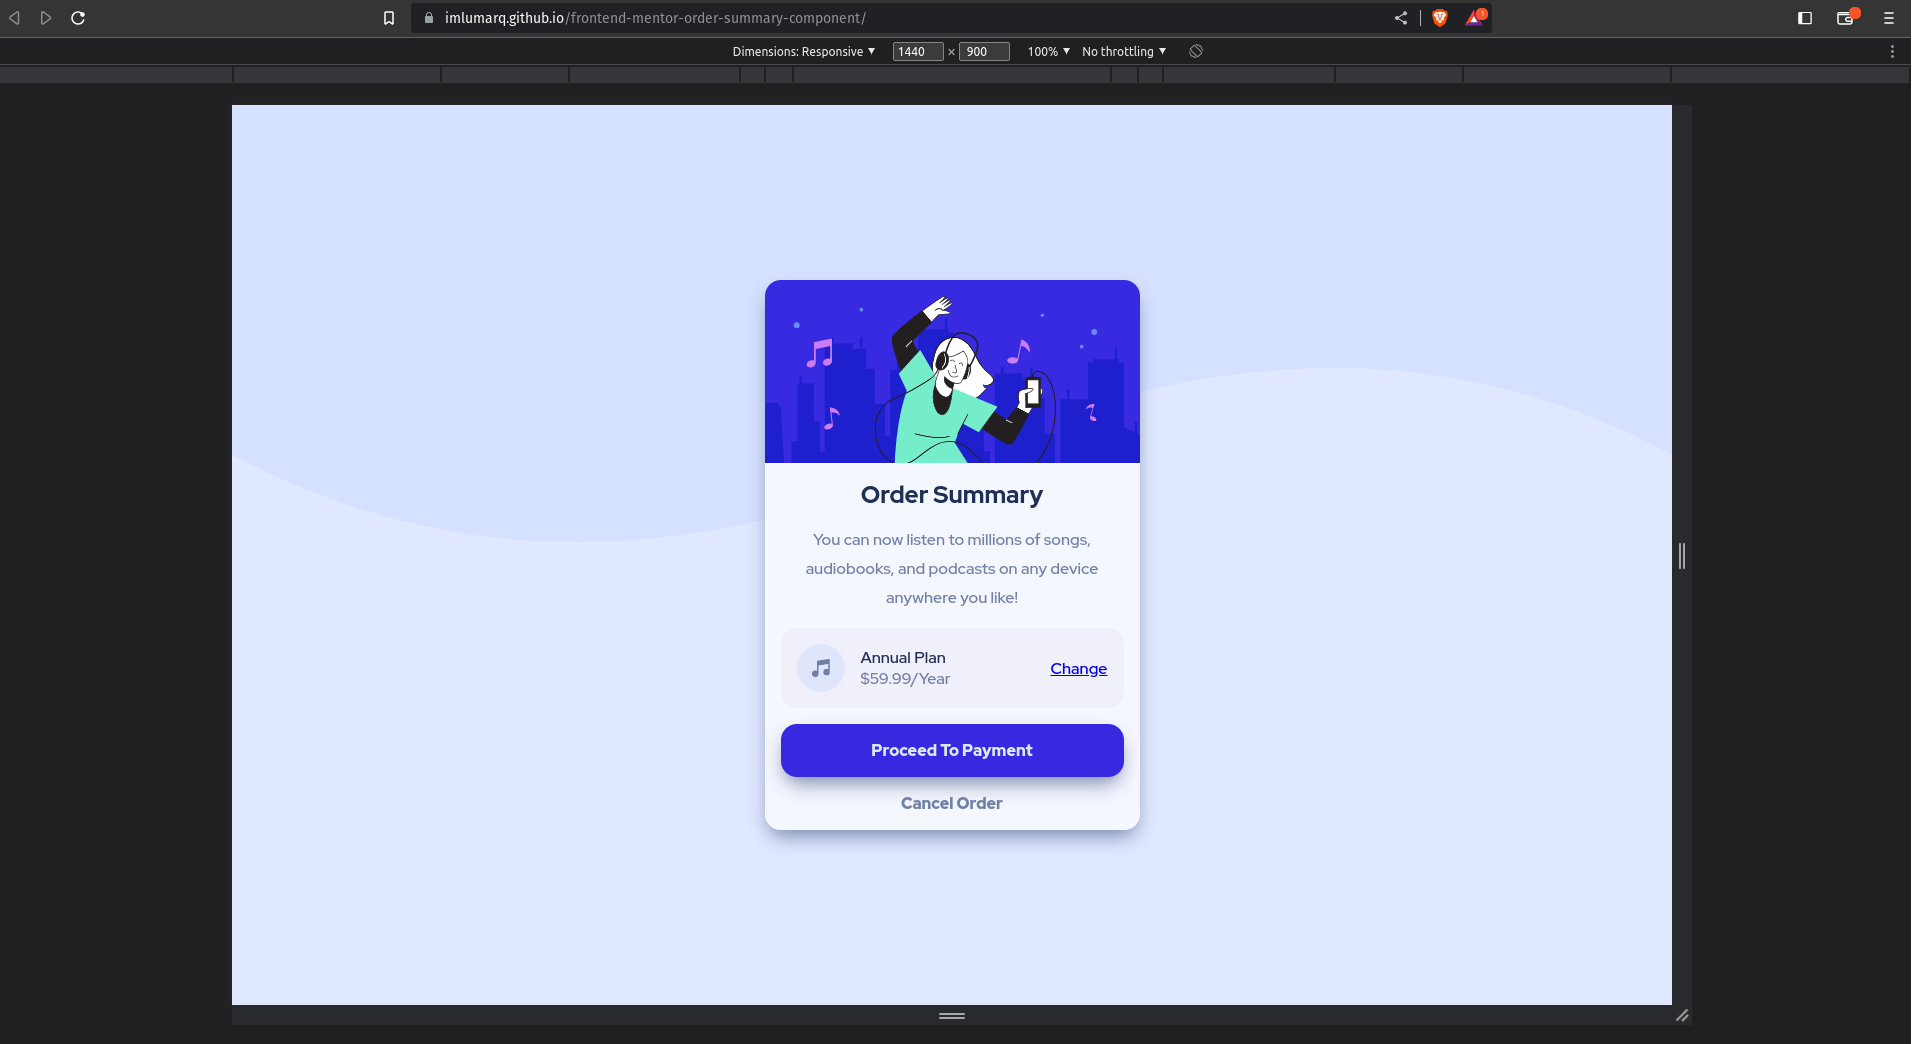 imlumarq.github.io/frontend-mentor-order-summary-component/
1
Dimensions: Responsive 1440 × 900 100% No throttling
Order Summary
You can now listen to millions of songs,
audiobooks, and podcasts on any device
anywhere you like!
Annual Plan
$59.99/Year
Change
Proceed To Payment
Cancel Order